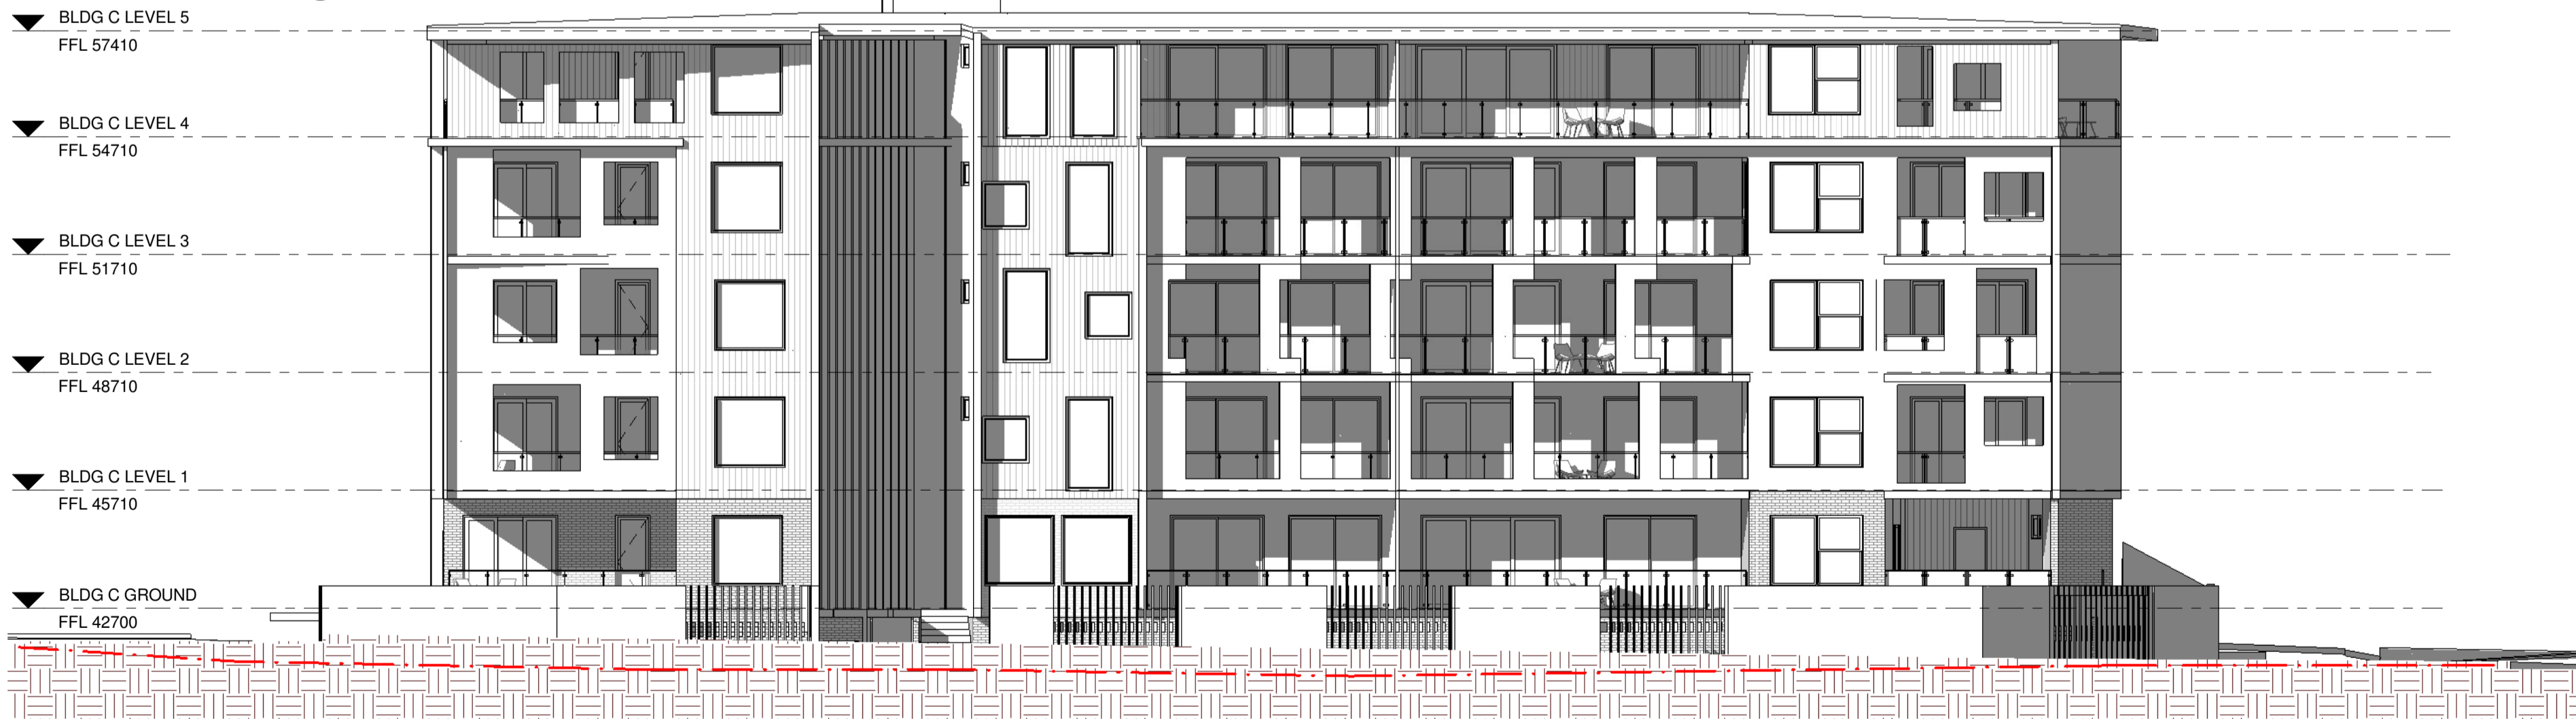 BLDG C LEVEL 5
FFL 57410
BLDG C LEVEL 4
FFL 54710
BLDG C LEVEL 3
FFL 51710
BLDG C LEVEL 2
FFL 48710
BLDG C LEVEL 1
FFL 45710
BLDG C GROUND
FFL 42700